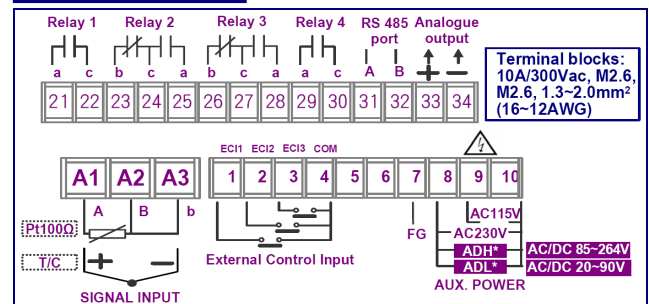 Relay 1 Relay 2 Relay 3 Relay 4 RS 485 port Analogue output
a c b c a b c a a c A B + −
21 22 23 24 25 26 27 28 29 30 31 32 33 34
Terminal blocks:
10A/300Vac, M2.6,
M2.6, 1.3~2.0mm²
(16~12AWG)
ECI1 ECI2 ECI3 COM
A1 A2 A3 1 2 3 4 5 6 7 8 9 10
A B b
Pt100Ω
T/C + −
SIGNAL INPUT
External Control Input
FG
AC115V
AC230V
ADH* AC/DC 85~264V
ADL* AC/DC 20~90V
AUX. POWER